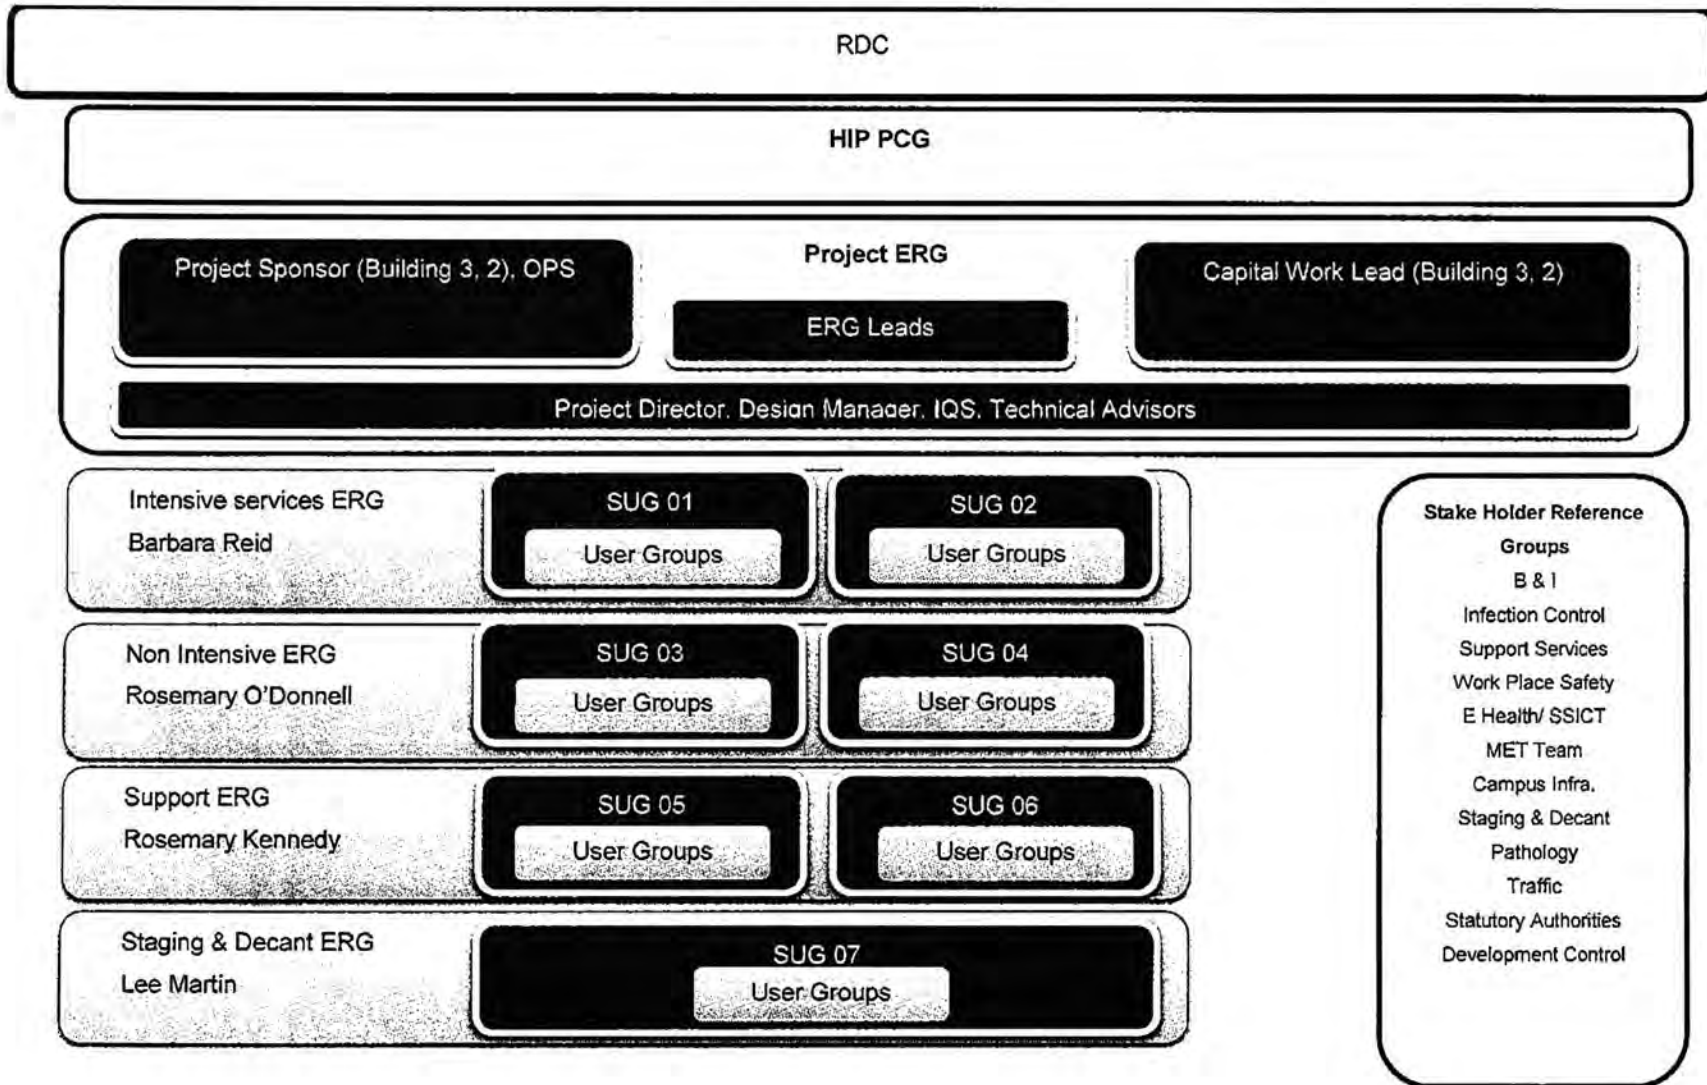 RDC
HIP PCG
Project ERG
Project Sponsor (Building 3, 2), OPS
ERG Leads
Capital Work Lead (Building 3, 2)
Project Director, Design Manager, IQS, Technical Advisors
Intensive services ERG
Barbara Reid
SUG 01
User Groups
SUG 02
User Groups
Non Intensive ERG
Rosemary O'Donnell
SUG 03
User Groups
SUG 04
User Groups
Support ERG
Rosemary Kennedy
SUG 05
User Groups
SUG 06
User Groups
Staging & Decant ERG
Lee Martin
SUG 07
User Groups
Stake Holder Reference
Groups
B & I
Infection Control
Support Services
Work Place Safety
E Health/ SSICT
MET Team
Campus Infra.
Staging & Decant
Pathology
Traffic
Statutory Authorities
Development Control